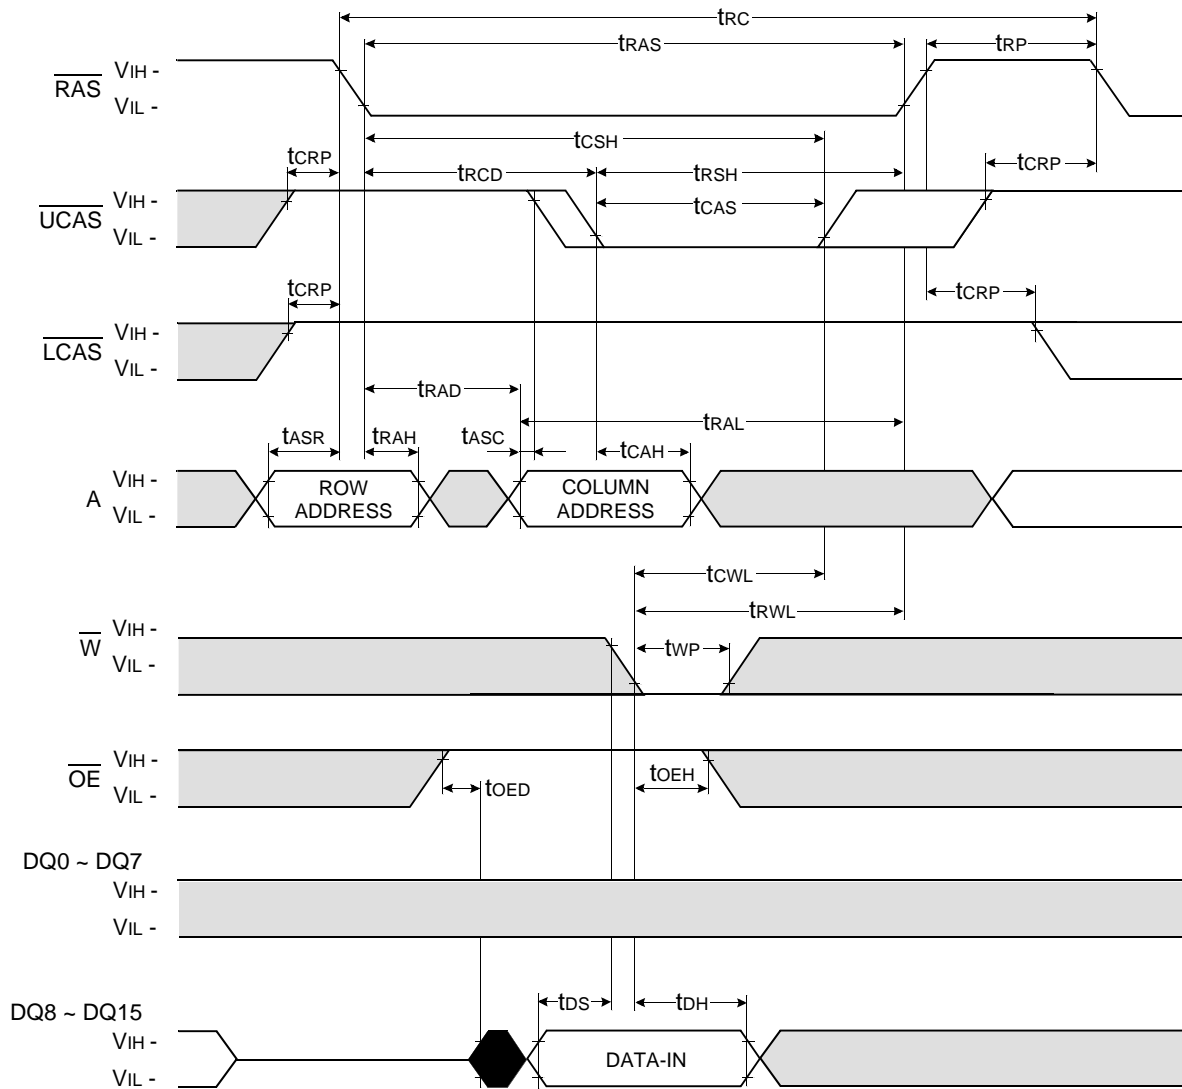 tRC
tRAS
tRP
RAS
VIH -
VIL -
tCSH
tCRP
tRCD
tRSH
tCRP
UCAS
VIH -
VIL -
tCAS
tCRP
tCRP
LCAS
VIH -
VIL -
tRAD
tRAL
tASR
tRAH
tASC
tCAH
A
VIH -
VIL -
ROW
ADDRESS
COLUMN
ADDRESS
tCWL
tRWL
W
VIH -
VIL -
tWP
OE
VIH -
VIL -
tOED
tOEH
DQ0 ~ DQ7
VIH -
VIL -
DQ8 ~ DQ15
VIH -
VIL -
tDS
tDH
DATA-IN